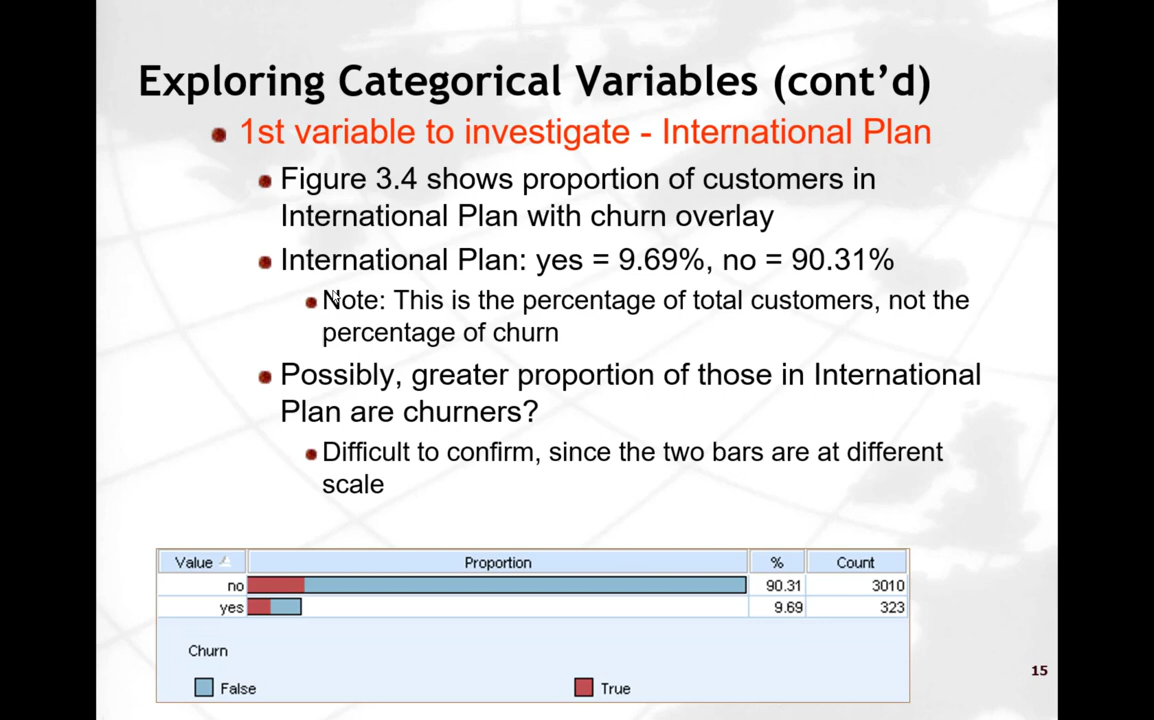 Exploring Categorical Variables (cont'd)
1st variable to investigate - International Plan
Figure 3.4 shows proportion of customers in
International Plan with churn overlay
International Plan: yes = 9.69%, no = 90.31%
Note: This is the percentage of total customers, not the
percentage of churn
Possibly, greater proportion of those in International
Plan are churners?
Difficult to confirm, since the two bars are at different
scale
Value Proportion % Count
no 90.31 3010
yes 9.69 323
Churn
False True
15